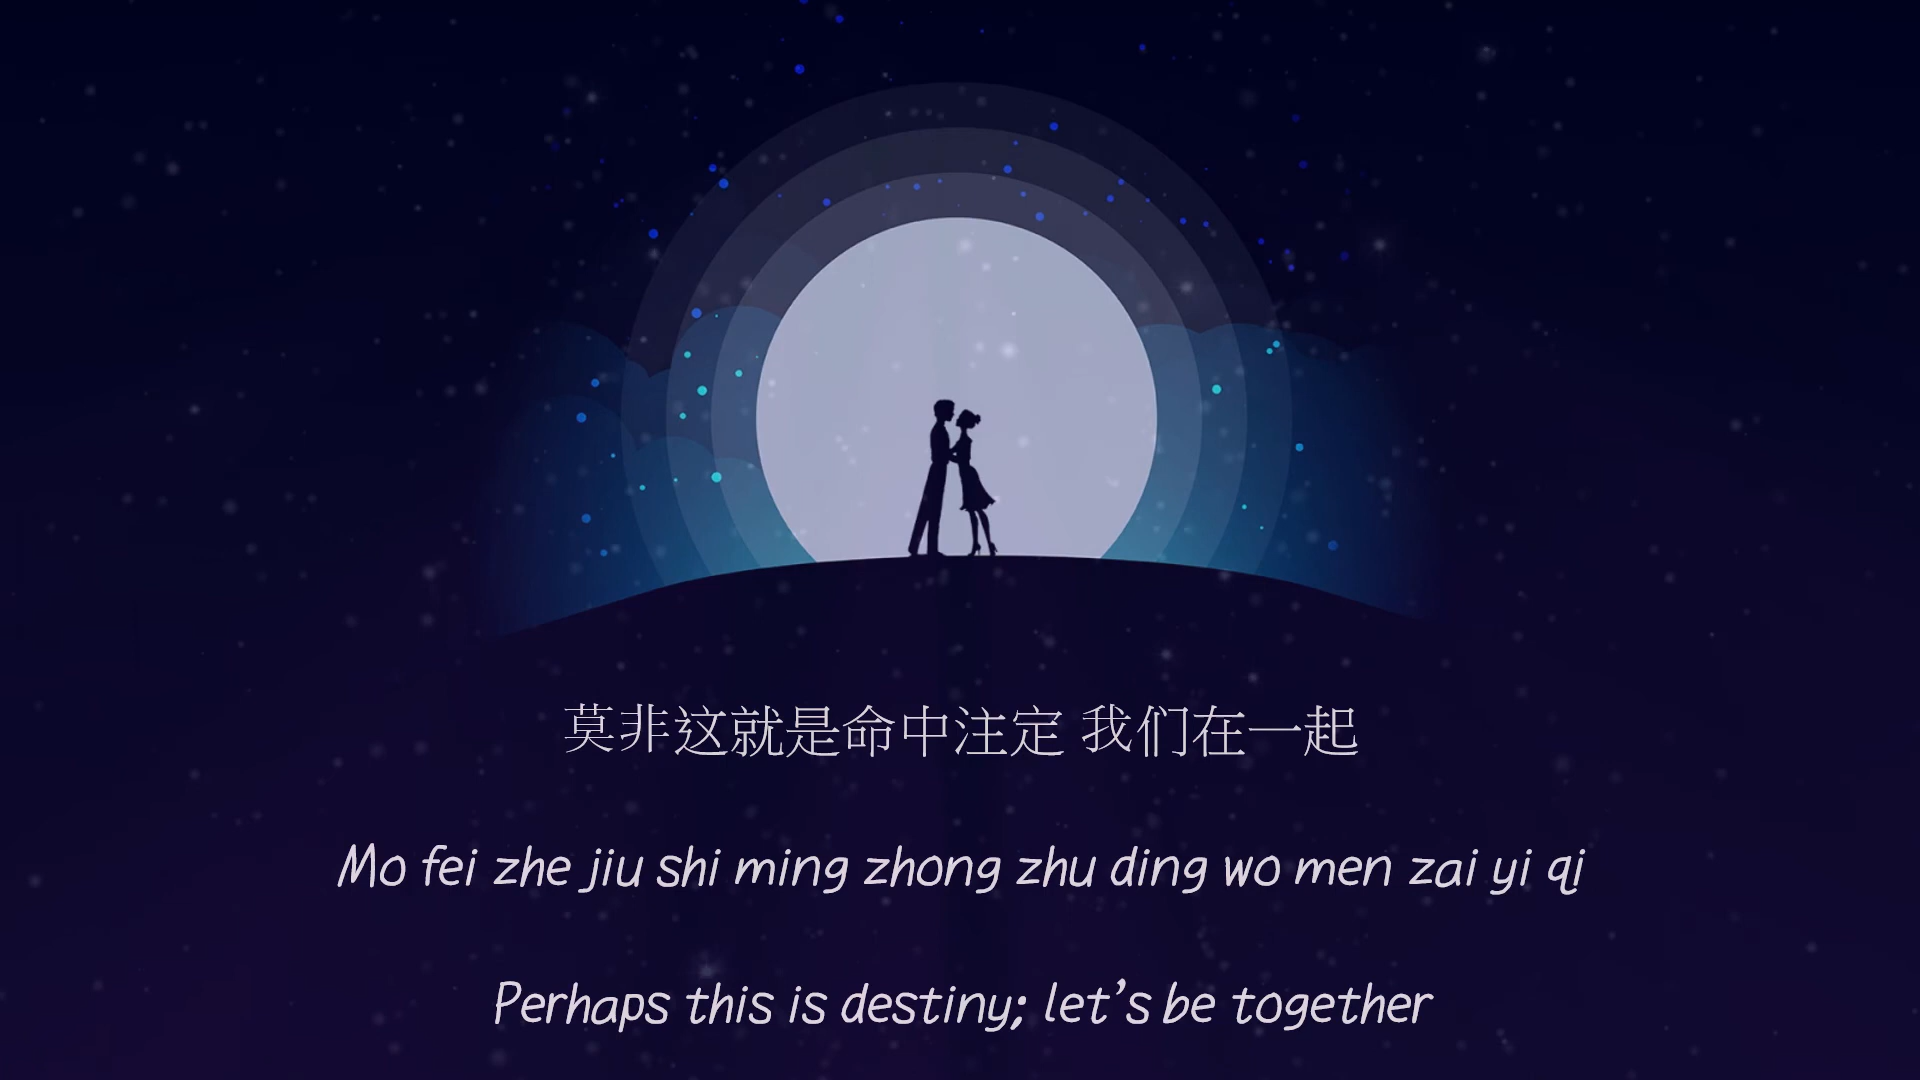 莫非这就是命中注定 我们在一起
Mo fei zhe jiu shi ming zhong zhu ding wo men zai yi qi
Perhaps this is destiny; let's be together